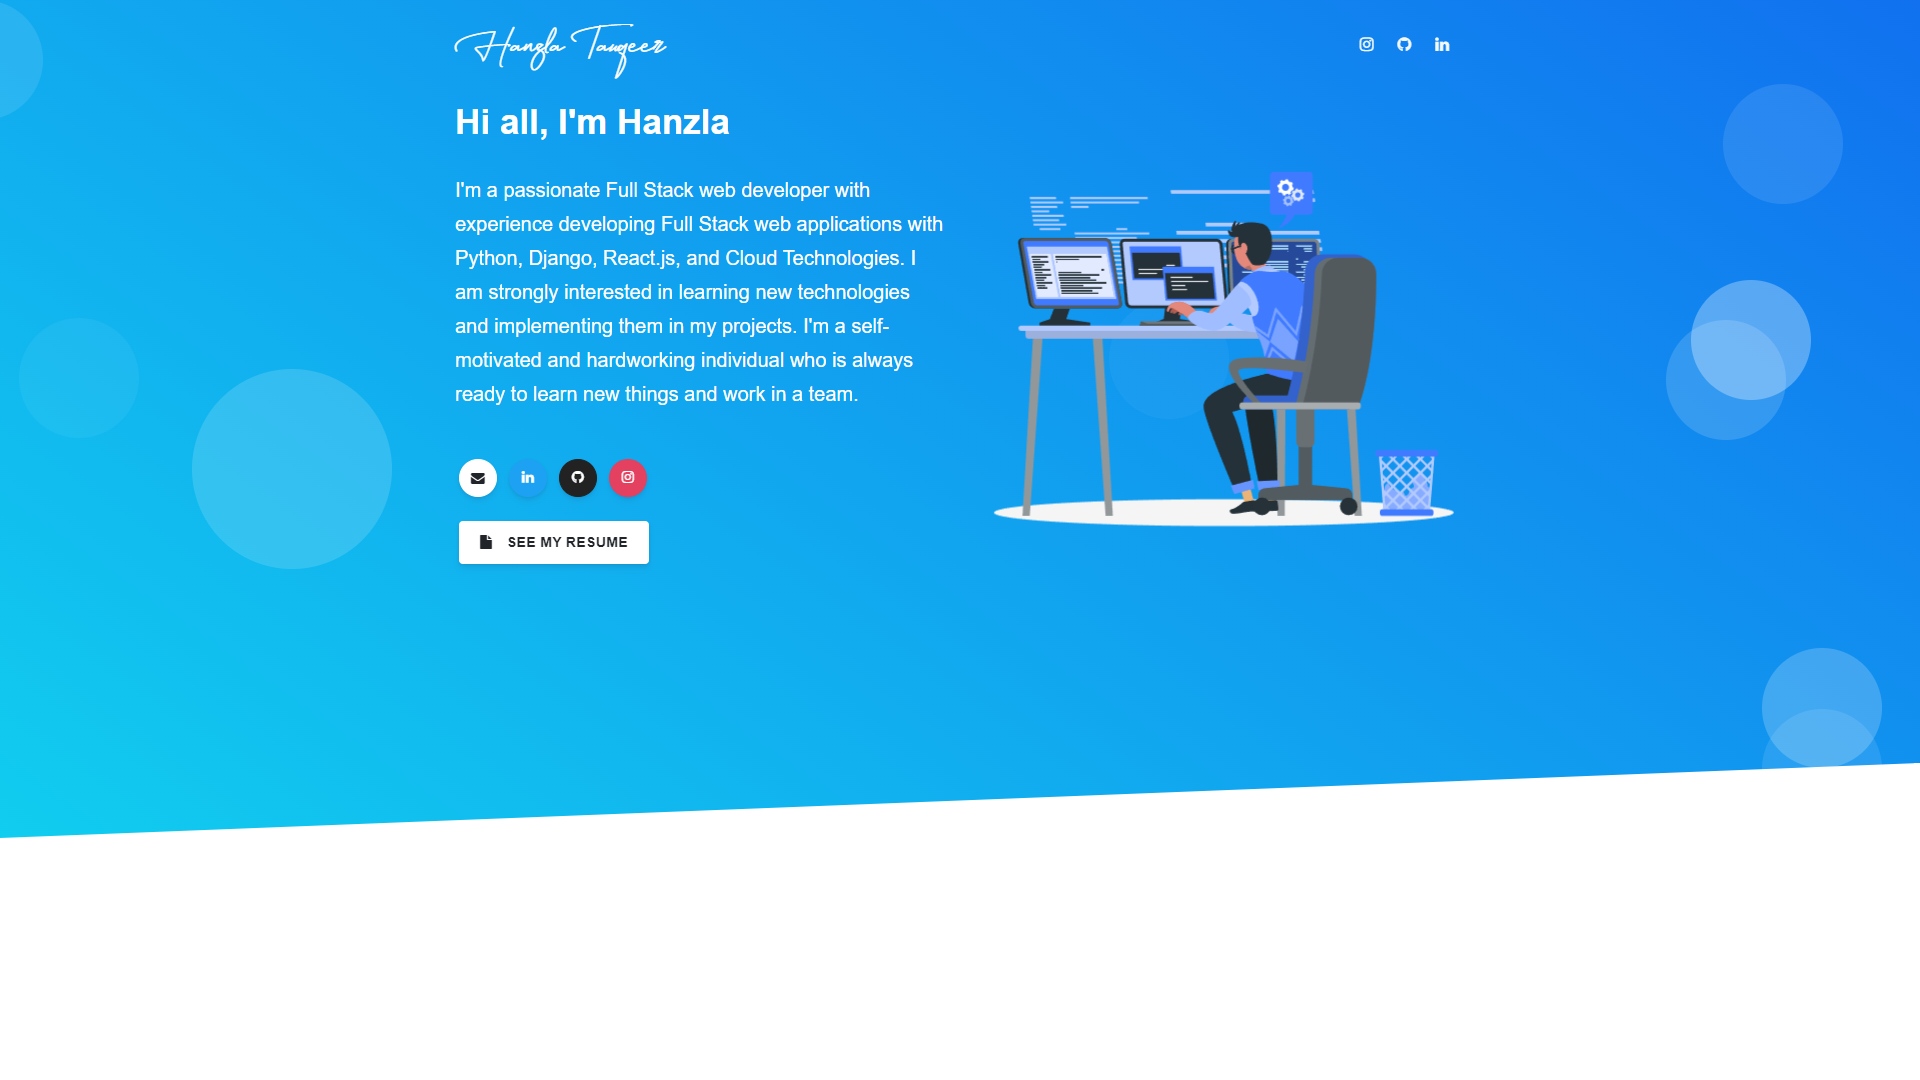 Hanzla Tauqeer
Hi all, I'm Hanzla
I'm a passionate Full Stack web developer with
experience developing Full Stack web applications with
Python, Django, React.js, and Cloud Technologies. I
am strongly interested in learning new technologies
and implementing them in my projects. I'm a self-
motivated and hardworking individual who is always
ready to learn new things and work in a team.
SEE MY RESUME